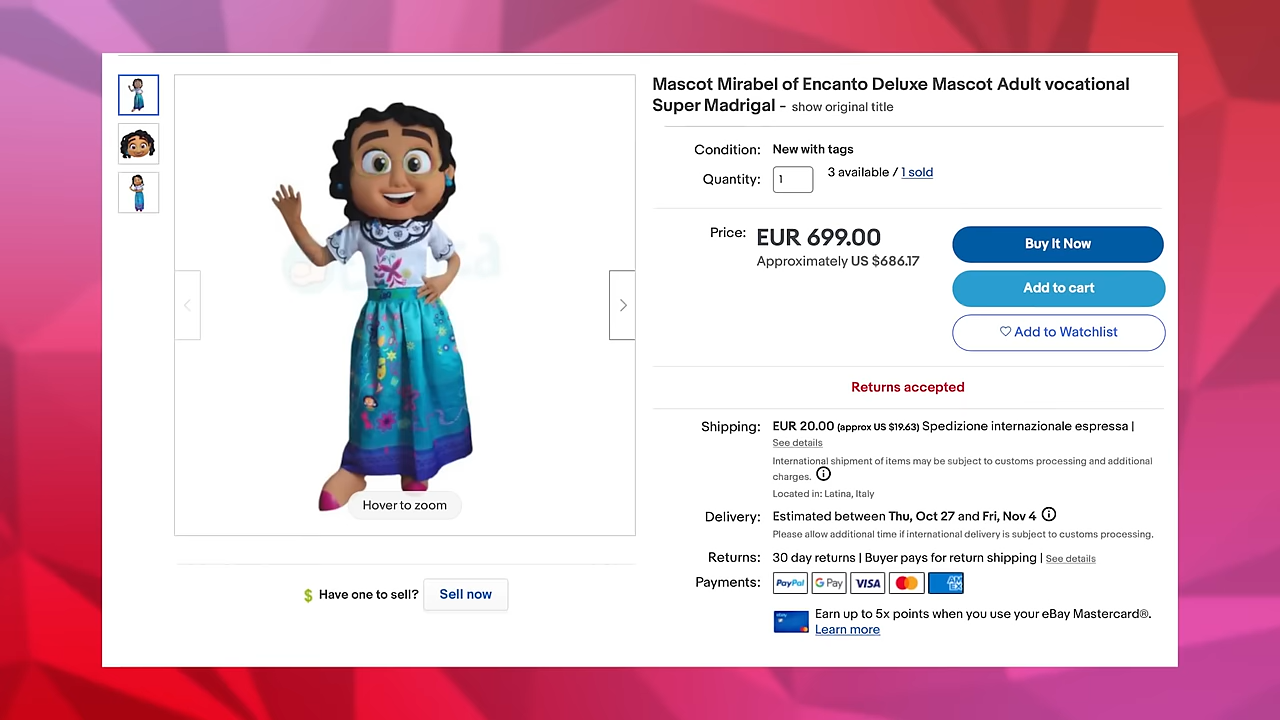 Mascot Mirabel of Encanto Deluxe Mascot Adult vocational
Super Madrigal - show original title
Condition: New with tags
Quantity: 1 3 available / 1 sold
Price: EUR 699.00
Approximately US $686.17
Buy It Now
Add to cart
Add to Watchlist
Returns accepted
Shipping: EUR 20.00 (approx US $19.63) Spedizione internazionale espressa |
See details
International shipment of items may be subject to customs processing and additional
charges.
Located in: Latina, Italy
Delivery: Estimated between Thu, Oct 27 and Fri, Nov 4
Please allow additional time if international delivery is subject to customs processing.
Returns: 30 day returns | Buyer pays for return shipping | See details
Payments: PayPal G Pay VISA AM EX
Earn up to 5x points when you use your eBay Mastercard®.
Learn more
Hover to zoom
Have one to sell? Sell now